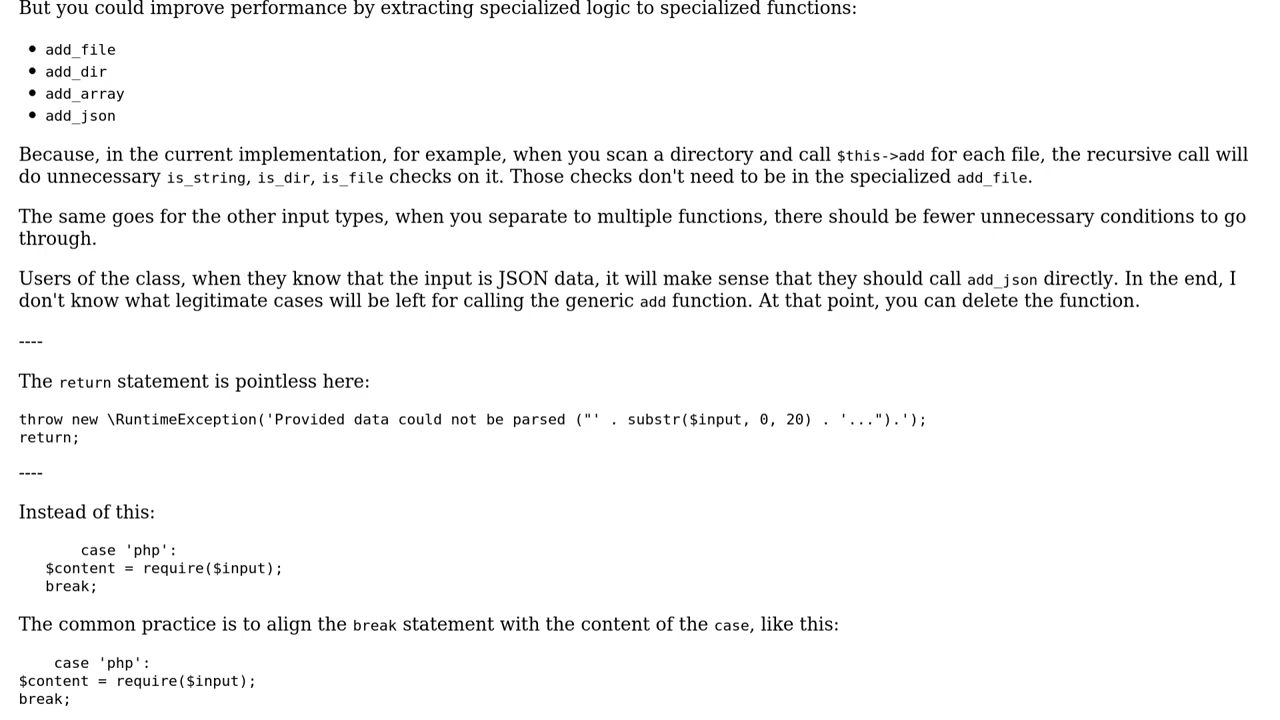 But you could improve performance by extracting specialized logic to specialized functions:
• add_file
• add_dir
• add_array
• add_json
Because, in the current implementation, for example, when you scan a directory and call $this->add for each file, the recursive call will
do unnecessary is_string, is_dir, is_file checks on it. Those checks don't need to be in the specialized add_file.
The same goes for the other input types, when you separate to multiple functions, there should be fewer unnecessary conditions to go
through.
Users of the class, when they know that the input is JSON data, it will make sense that they should call add_json directly. In the end, I
don't know what legitimate cases will be left for calling the generic add function. At that point, you can delete the function.
----
The return statement is pointless here:
throw new \RuntimeException('Provided data could not be parsed ("' . substr($input, 0, 20) . '...").');
return;
----
Instead of this:
       case 'php':
   $content = require($input);
   break;
The common practice is to align the break statement with the content of the case, like this:
    case 'php':
$content = require($input);
break;